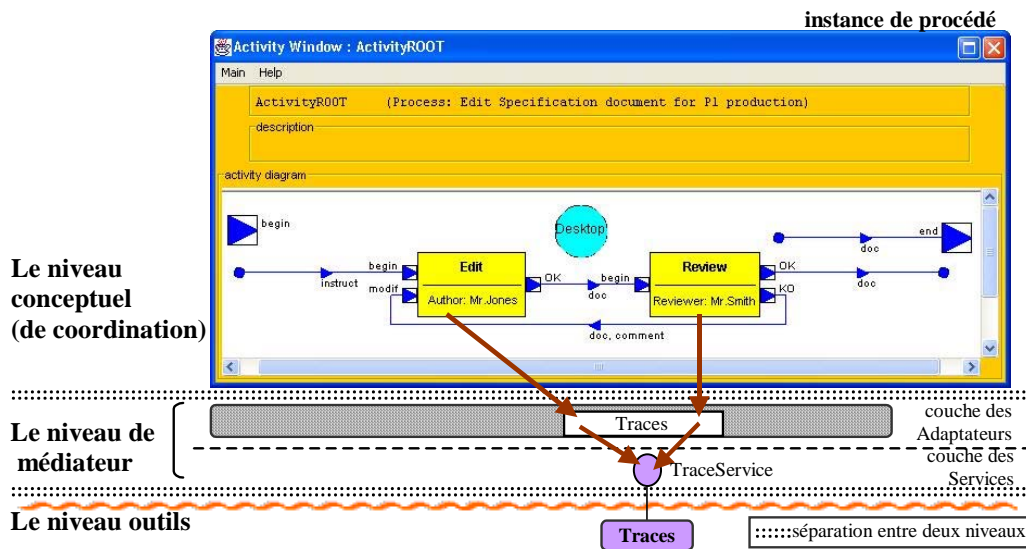 instance de procédé
Activity Window : ActivityROOT
Main Help
ActivityROOT (Process: Edit Specification document for P1 production)
description
activity diagram
begin
Desktop
end
doc
begin
Edit
OK
begin
Review
OK
instruct
doc
doc
modif
Author: Mr.Jones
Reviewer: Mr.Smith
KO
doc, comment
Le niveau
conceptuel
(de coordination)
Le niveau de
médiateur
Traces
couche des
Adaptateurs
couche des
Services
TraceService
Le niveau outils
Traces
séparation entre deux niveaux